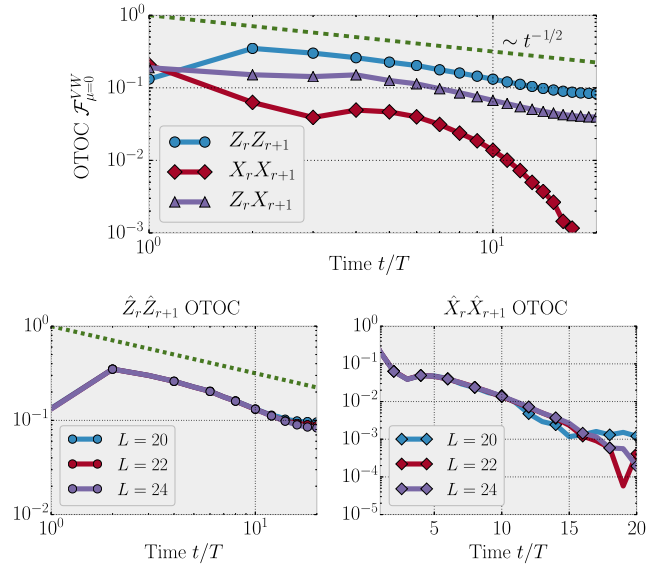 10^0
∼ t^{-1/2}
10^{-1}
OTOC 𝓕^{VW}_{μ=0}
10^{-2}
Z_r Z_{r+1}
X_r X_{r+1}
Z_r X_{r+1}
10^{-3}
10^0 10^1
Time t/T
Ẑ_r Ẑ_{r+1} OTOC
10^0
10^{-1}
L = 20
L = 22
L = 24
10^{-2}
10^0 10^1
Time t/T
X̂_r X̂_{r+1} OTOC
10^0
10^{-1}
10^{-2}
10^{-3}
10^{-4}
10^{-5}
L = 20
L = 22
L = 24
5 10 15 20
Time t/T